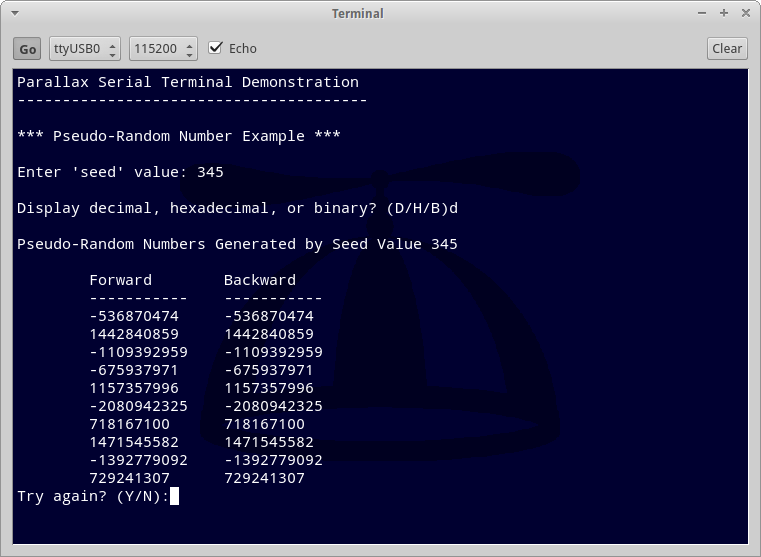 Terminal
Go ttyUSB0 115200 Echo Clear
Parallax Serial Terminal Demonstration
---------------------------------------
*** Pseudo-Random Number Example ***
Enter 'seed' value: 345
Display decimal, hexadecimal, or binary? (D/H/B)d
Pseudo-Random Numbers Generated by Seed Value 345
Forward Backward
----------- -----------
-536870474 -536870474
1442840859 1442840859
-1109392959 -1109392959
-675937971 -675937971
1157357996 1157357996
-2080942325 -2080942325
718167100 718167100
1471545582 1471545582
-1392779092 -1392779092
729241307 729241307
Try again? (Y/N):